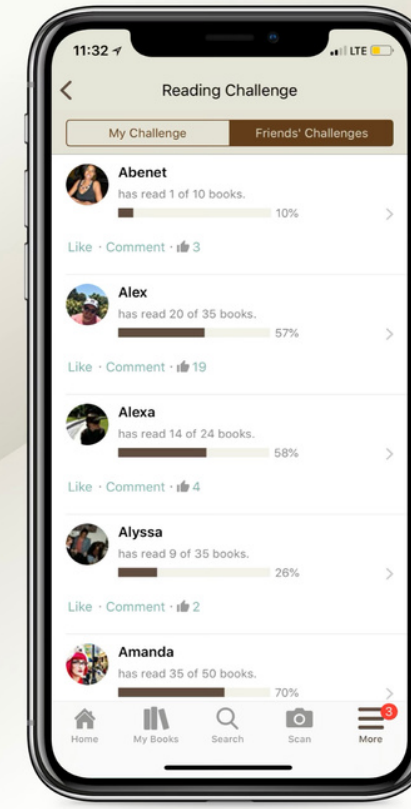 11:32
LTE
Reading Challenge
My Challenge
Friends' Challenges
Abenet
has read 1 of 10 books.
10%
Like · Comment · 3
Alex
has read 20 of 35 books.
57%
Like · Comment · 19
Alexa
has read 14 of 24 books.
58%
Like · Comment · 4
Alyssa
has read 9 of 35 books.
26%
Like · Comment · 2
Amanda
has read 35 of 50 books.
70%
3
Home
My Books
Search
Scan
More